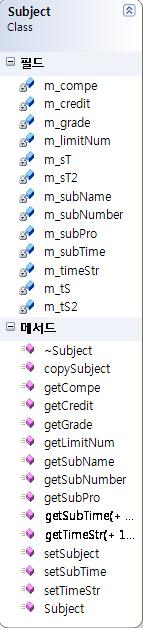 Subject
Class
필드
m_compe
m_credit
m_grade
m_limitNum
m_sT
m_sT2
m_subName
m_subNumber
m_subPro
m_subTime
m_timeStr
m_tS
m_tS2
메서드
~Subject
copySubject
getCompe
getCredit
getGrade
getLimitNum
getSubName
getSubNumber
getSubPro
getSubTime(+ ...
getTimeStr(+ 1...
setSubject
setSubTime
setTimeStr
Subject